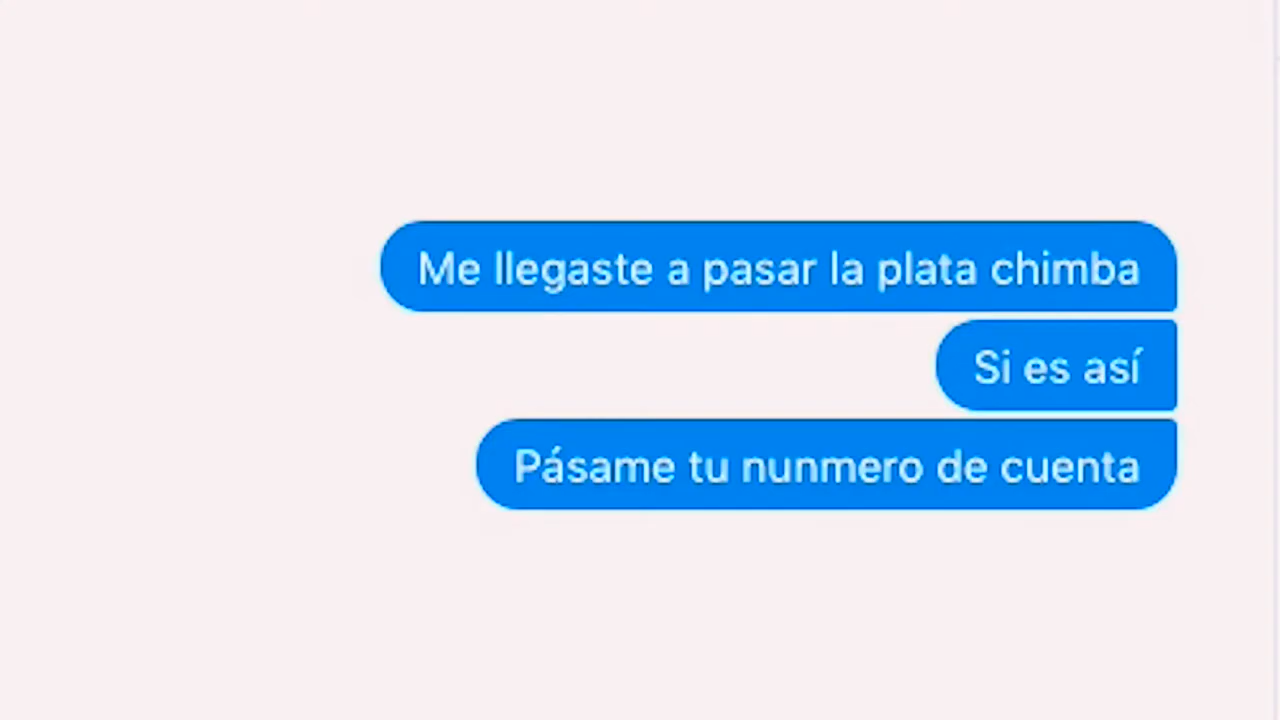 Me llegaste a pasar la plata chimba
Si es así
Pásame tu nunmero de cuenta